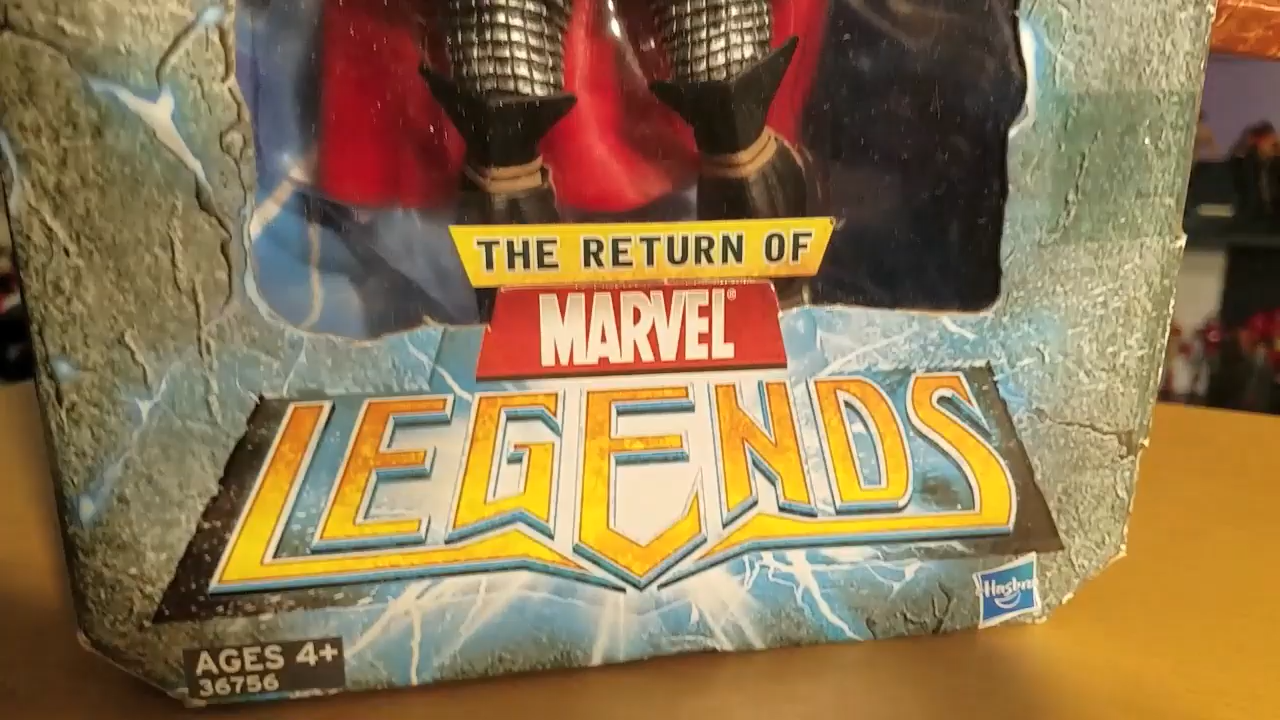 THE RETURN OF
MARVEL®
LEGENDS
Hasbro
AGES 4+
36756